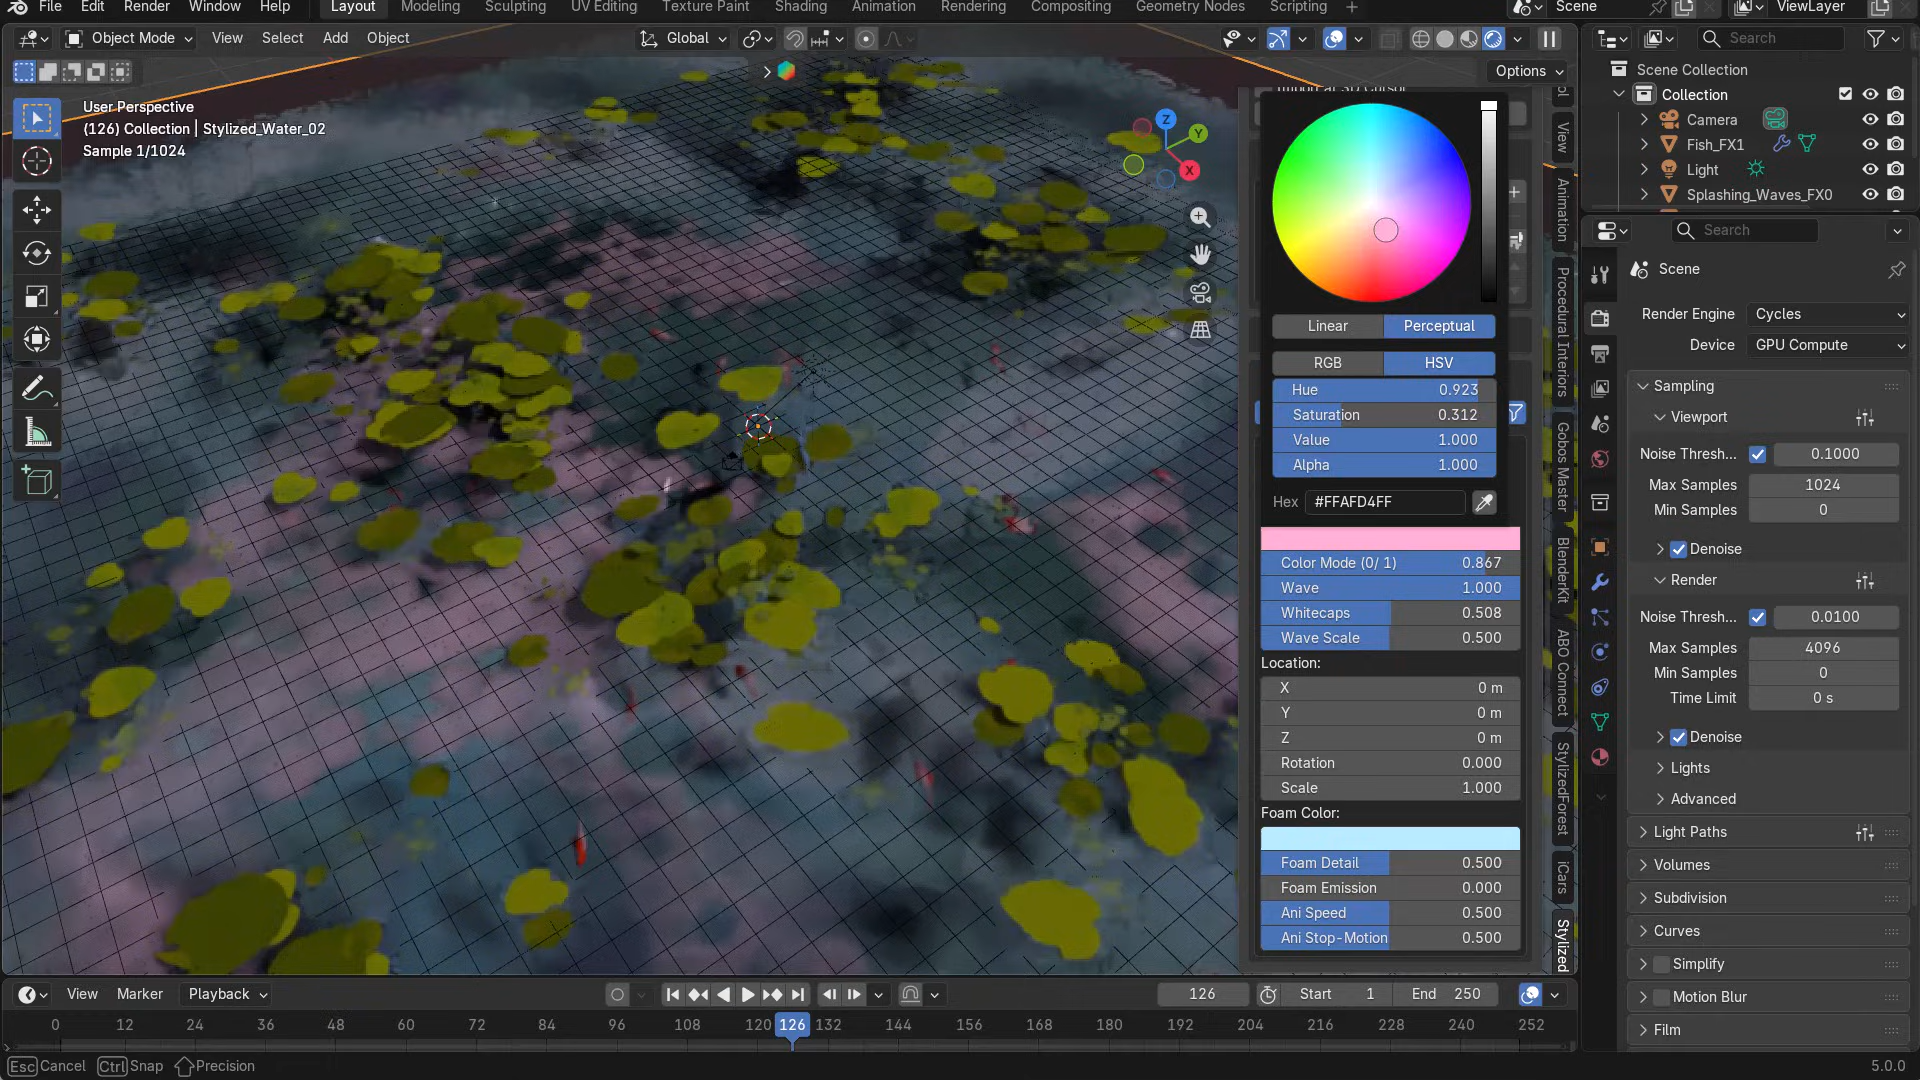 File Edit Render Window Help Layout Modeling Sculpting UV Editing Texture Paint Shading Animation Rendering Compositing Geometry Nodes Scripting + Scene ViewLayer
Object Mode View Select Add Object Global
Options
User Perspective
(126) Collection | Stylized_Water_02
Sample 1/1024
Z
Y
X
Linear Perceptual
RGB HSV
Hue 0.923
Saturation 0.312
Value 1.000
Alpha 1.000
Hex #FFAFD4FF
Color Mode (0/ 1) 0.867
Wave 1.000
Whitecaps 0.508
Wave Scale 0.500
Location:
X 0 m
Y 0 m
Z 0 m
Rotation 0.000
Scale 1.000
Foam Color:
Foam Detail 0.500
Foam Emission 0.000
Ani Speed 0.500
Ani Stop-Motion 0.500
View
Animation
Procedural Interiors
Gobos Master
BlenderKit
ABO Connect
StylizedForest
iCars
Stylized
Search
Scene Collection
Collection
Camera
Fish_FX1
Light
Splashing_Waves_FX0
Search
Scene
Render Engine Cycles
Device GPU Compute
Sampling
Viewport
Noise Thresh... 0.1000
Max Samples 1024
Min Samples 0
Denoise
Render
Noise Thresh... 0.0100
Max Samples 4096
Min Samples 0
Time Limit 0 s
Denoise
Lights
Advanced
Light Paths
Volumes
Subdivision
Curves
Simplify
Motion Blur
Film
View Marker Playback 126 Start 1 End 250
0 12 24 36 48 60 72 84 96 108 120 126 132 144 156 168 180 192 204 216 228 240 252
Esc Cancel Ctrl Snap Precision 5.0.0